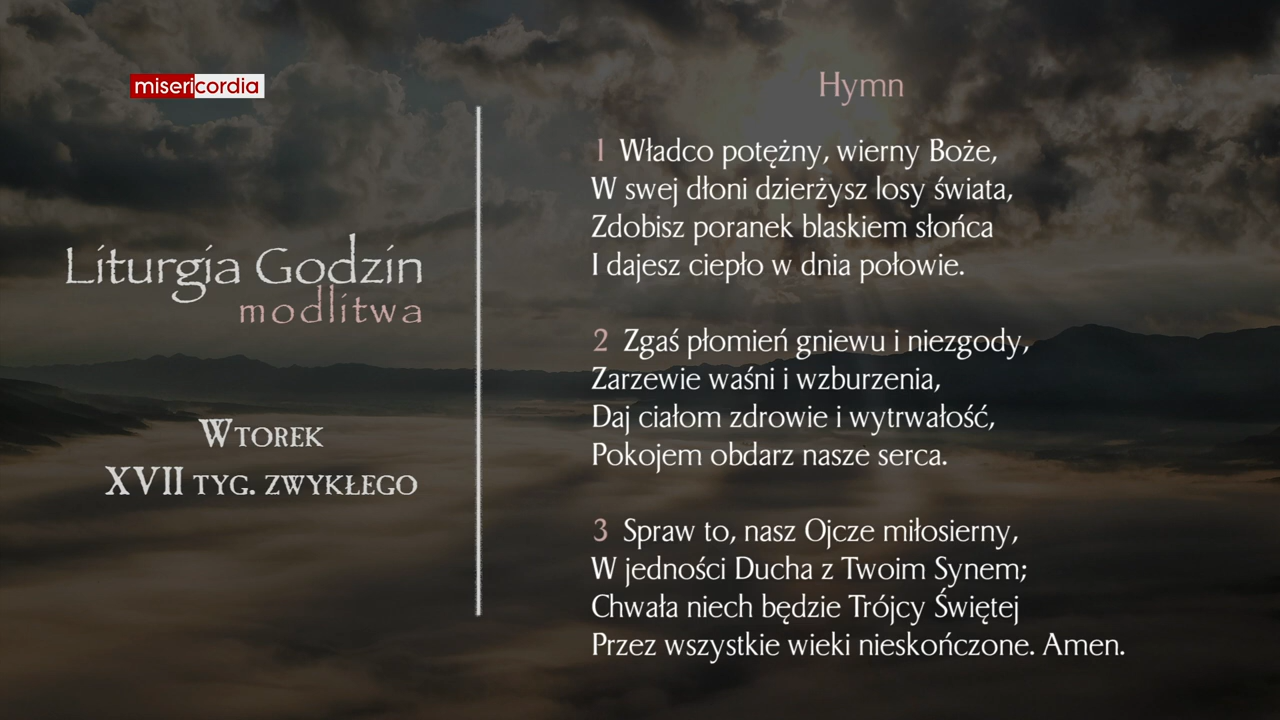 misericordia
Liturgia Godzin
modlitwa
Wtorek
XVII tyg. zwykłego
Hymn
1 Władco potężny, wierny Boże,
W swej dłoni dzierżysz losy świata,
Zdobisz poranek blaskiem słońca
I dajesz ciepło w dnia połowie.
2 Zgaś płomień gniewu i niezgody,
Zarzewie waśni i wzburzenia,
Daj ciałom zdrowie i wytrwałość,
Pokojem obdarz nasze serca.
3 Spraw to, nasz Ojcze miłosierny,
W jedności Ducha z Twoim Synem;
Chwała niech będzie Trójcy Świętej
Przez wszystkie wieki nieskończone. Amen.